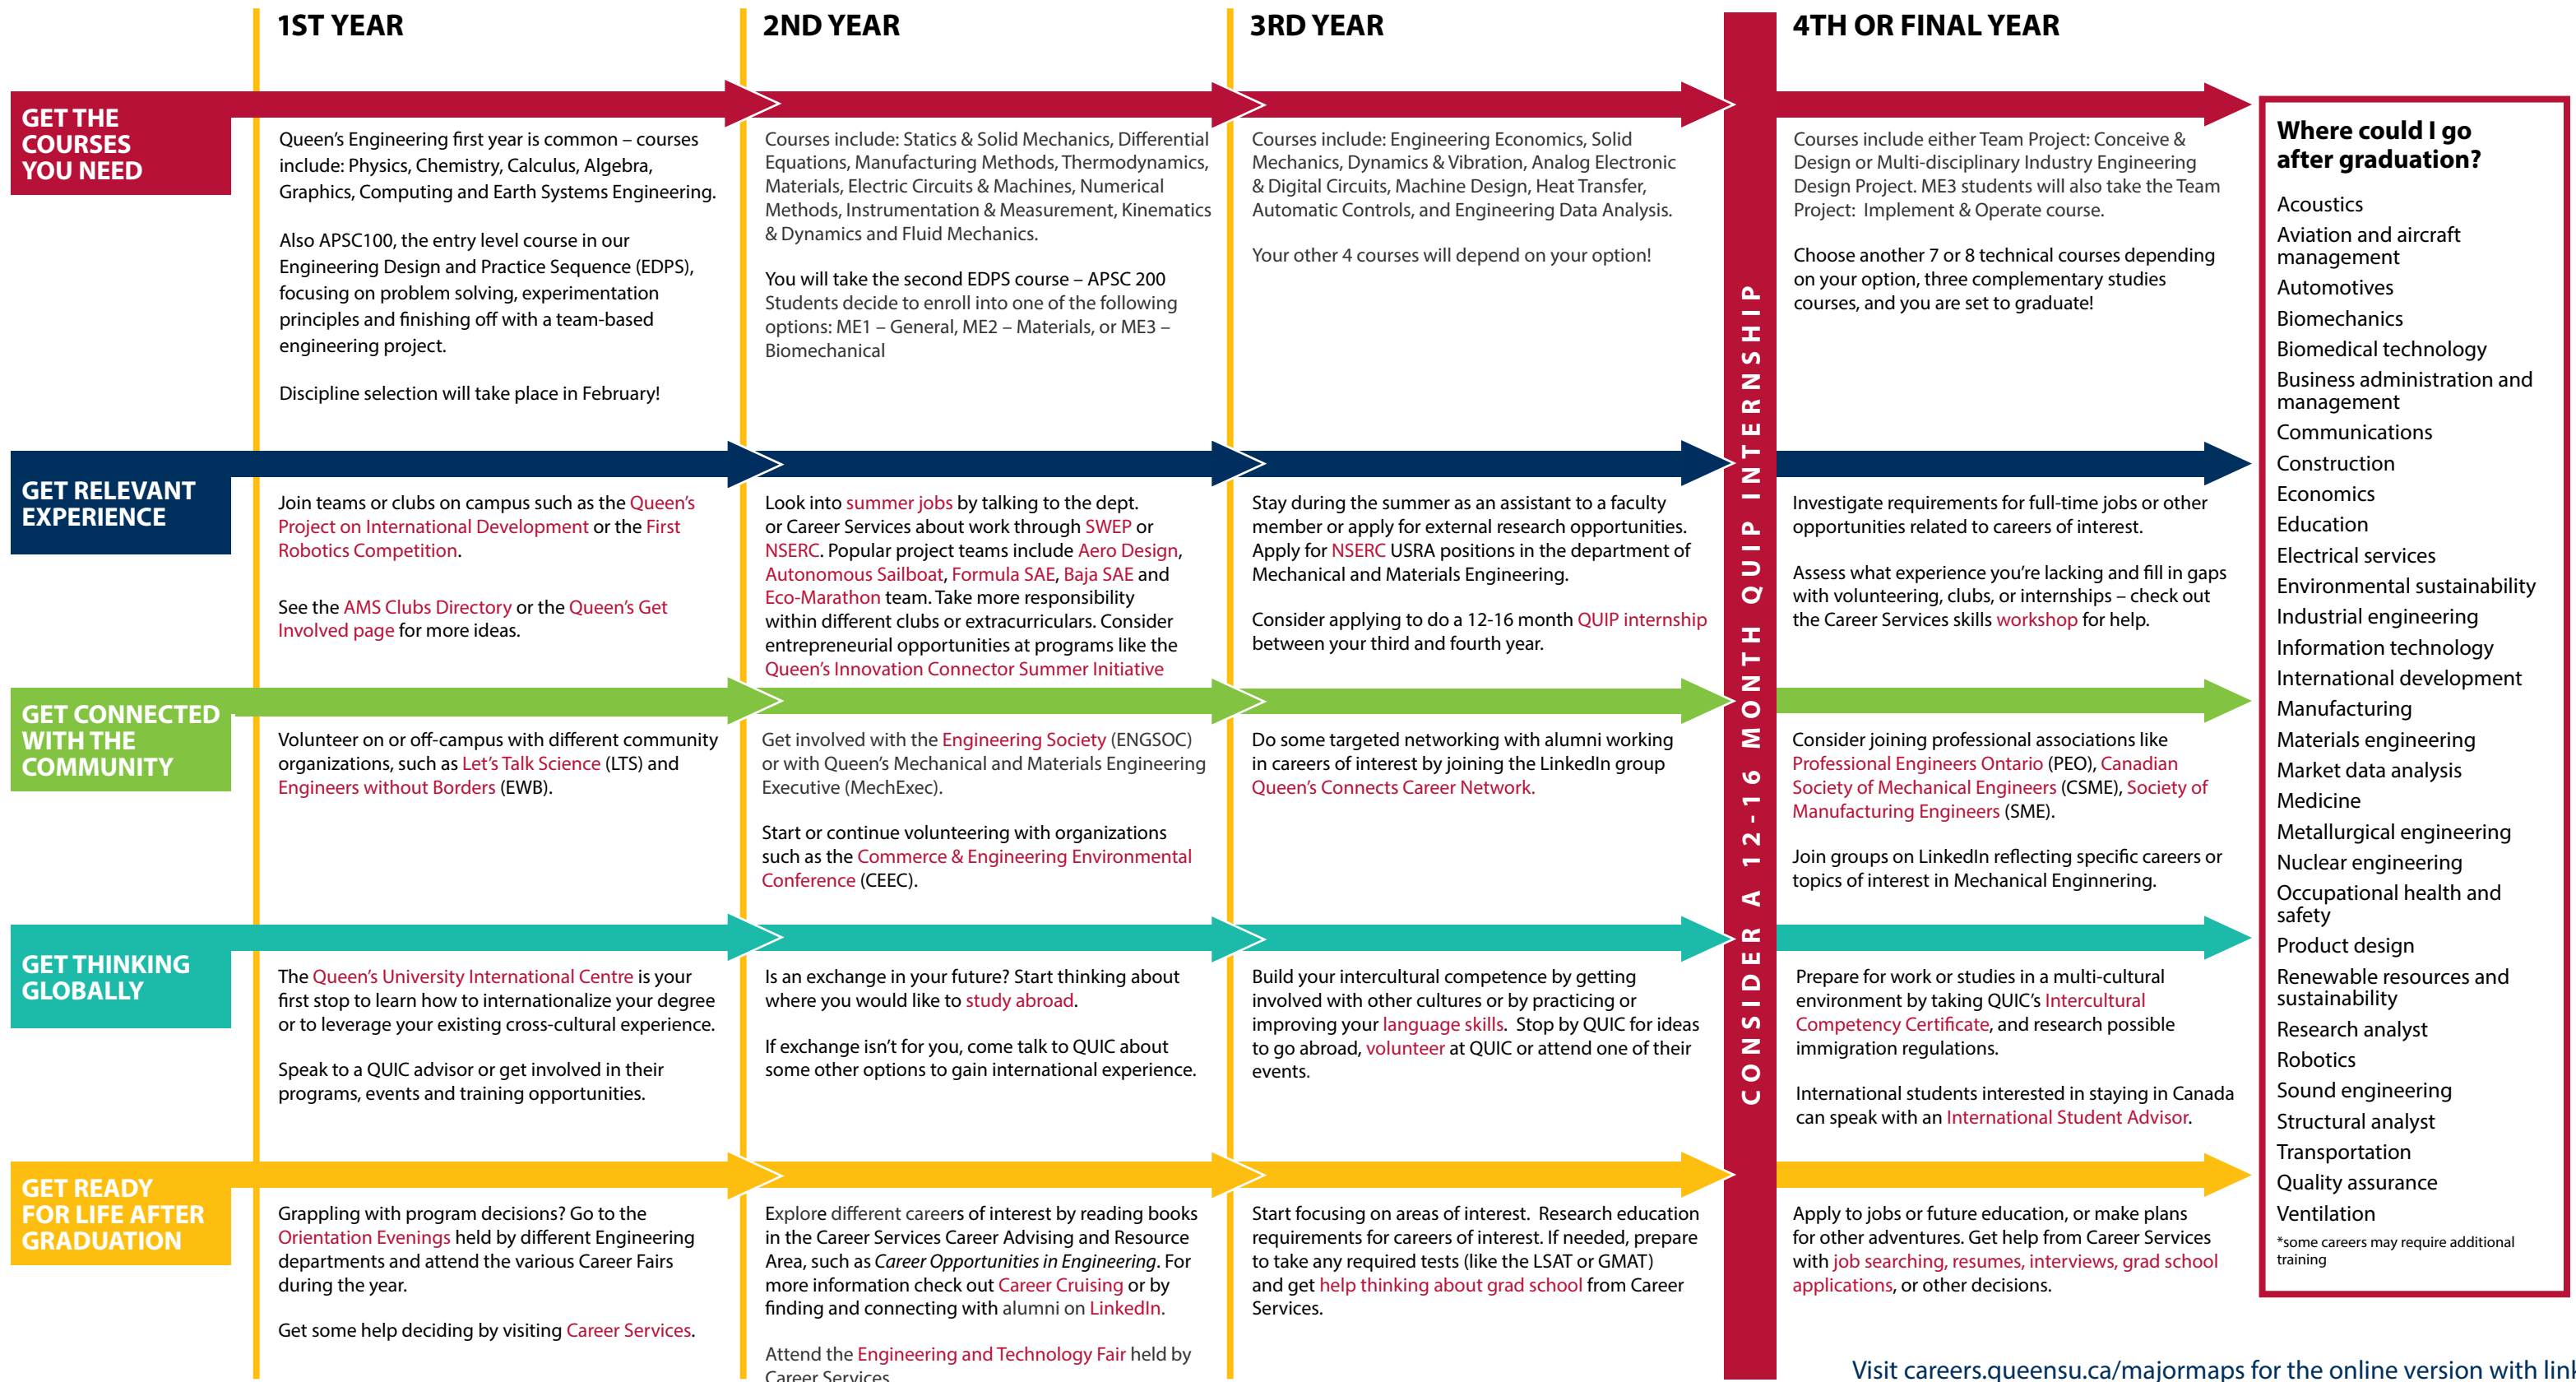 1ST YEAR
2ND YEAR
3RD YEAR
4TH OR FINAL YEAR
GET THE
COURSES
YOU NEED
Queen's Engineering first year is common – courses
include: Physics, Chemistry, Calculus, Algebra,
Graphics, Computing and Earth Systems Engineering.
Also APSC100, the entry level course in our
Engineering Design and Practice Sequence (EDPS),
focusing on problem solving, experimentation
principles and finishing off with a team-based
engineering project.
Discipline selection will take place in February!
Courses include: Statics & Solid Mechanics, Differential
Equations, Manufacturing Methods, Thermodynamics,
Materials, Electric Circuits & Machines, Numerical
Methods, Instrumentation & Measurement, Kinematics
& Dynamics and Fluid Mechanics.
You will take the second EDPS course – APSC 200
Students decide to enroll into one of the following
options: ME1 – General, ME2 – Materials, or ME3 –
Biomechanical
Courses include: Engineering Economics, Solid
Mechanics, Dynamics & Vibration, Analog Electronic
& Digital Circuits, Machine Design, Heat Transfer,
Automatic Controls, and Engineering Data Analysis.
Your other 4 courses will depend on your option!
Courses include either Team Project: Conceive &
Design or Multi-disciplinary Industry Engineering
Design Project. ME3 students will also take the Team
Project: Implement & Operate course.
Choose another 7 or 8 technical courses depending
on your option, three complementary studies
courses, and you are set to graduate!
GET RELEVANT
EXPERIENCE
Join teams or clubs on campus such as the Queen's
Project on International Development or the First
Robotics Competition.
See the AMS Clubs Directory or the Queen's Get
Involved page for more ideas.
Look into summer jobs by talking to the dept.
or Career Services about work through SWEP or
NSERC. Popular project teams include Aero Design,
Autonomous Sailboat, Formula SAE, Baja SAE and
Eco-Marathon team. Take more responsibility
within different clubs or extracurriculars. Consider
entrepreneurial opportunities at programs like the
Queen's Innovation Connector Summer Initiative
Stay during the summer as an assistant to a faculty
member or apply for external research opportunities.
Apply for NSERC USRA positions in the department of
Mechanical and Materials Engineering.
Consider applying to do a 12-16 month QUIP internship
between your third and fourth year.
Investigate requirements for full-time jobs or other
opportunities related to careers of interest.
Assess what experience you're lacking and fill in gaps
with volunteering, clubs, or internships – check out
the Career Services skills workshop for help.
GET CONNECTED
WITH THE
COMMUNITY
Volunteer on or off-campus with different community
organizations, such as Let's Talk Science (LTS) and
Engineers without Borders (EWB).
Get involved with the Engineering Society (ENGSOC)
or with Queen's Mechanical and Materials Engineering
Executive (MechExec).
Start or continue volunteering with organizations
such as the Commerce & Engineering Environmental
Conference (CEEC).
Do some targeted networking with alumni working
in careers of interest by joining the LinkedIn group
Queen's Connects Career Network.
Consider joining professional associations like
Professional Engineers Ontario (PEO), Canadian
Society of Mechanical Engineers (CSME), Society of
Manufacturing Engineers (SME).
Join groups on LinkedIn reflecting specific careers or
topics of interest in Mechanical Enginnering.
GET THINKING
GLOBALLY
The Queen's University International Centre is your
first stop to learn how to internationalize your degree
or to leverage your existing cross-cultural experience.
Speak to a QUIC advisor or get involved in their
programs, events and training opportunities.
Is an exchange in your future? Start thinking about
where you would like to study abroad.
If exchange isn't for you, come talk to QUIC about
some other options to gain international experience.
Build your intercultural competence by getting
involved with other cultures or by practicing or
improving your language skills. Stop by QUIC for ideas
to go abroad, volunteer at QUIC or attend one of their
events.
Prepare for work or studies in a multi-cultural
environment by taking QUIC's Intercultural
Competency Certificate, and research possible
immigration regulations.
International students interested in staying in Canada
can speak with an International Student Advisor.
GET READY
FOR LIFE AFTER
GRADUATION
Grappling with program decisions? Go to the
Orientation Evenings held by different Engineering
departments and attend the various Career Fairs
during the year.
Get some help deciding by visiting Career Services.
Explore different careers of interest by reading books
in the Career Services Career Advising and Resource
Area, such as Career Opportunities in Engineering. For
more information check out Career Cruising or by
finding and connecting with alumni on LinkedIn.
Attend the Engineering and Technology Fair held by
Career Services
Start focusing on areas of interest. Research education
requirements for careers of interest. If needed, prepare
to take any required tests (like the LSAT or GMAT)
and get help thinking about grad school from Career
Services.
Apply to jobs or future education, or make plans
for other adventures. Get help from Career Services
with job searching, resumes, interviews, grad school
applications, or other decisions.
CONSIDER A 12-16 MONTH QUIP INTERNSHIP
Where could I go
after graduation?
Acoustics
Aviation and aircraft
management
Automotives
Biomechanics
Biomedical technology
Business administration and
management
Communications
Construction
Economics
Education
Electrical services
Environmental sustainability
Industrial engineering
Information technology
International development
Manufacturing
Materials engineering
Market data analysis
Medicine
Metallurgical engineering
Nuclear engineering
Occupational health and
safety
Product design
Renewable resources and
sustainability
Research analyst
Robotics
Sound engineering
Structural analyst
Transportation
Quality assurance
Ventilation
*some careers may require additional
training
Visit careers.queensu.ca/majormaps for the online version with lin